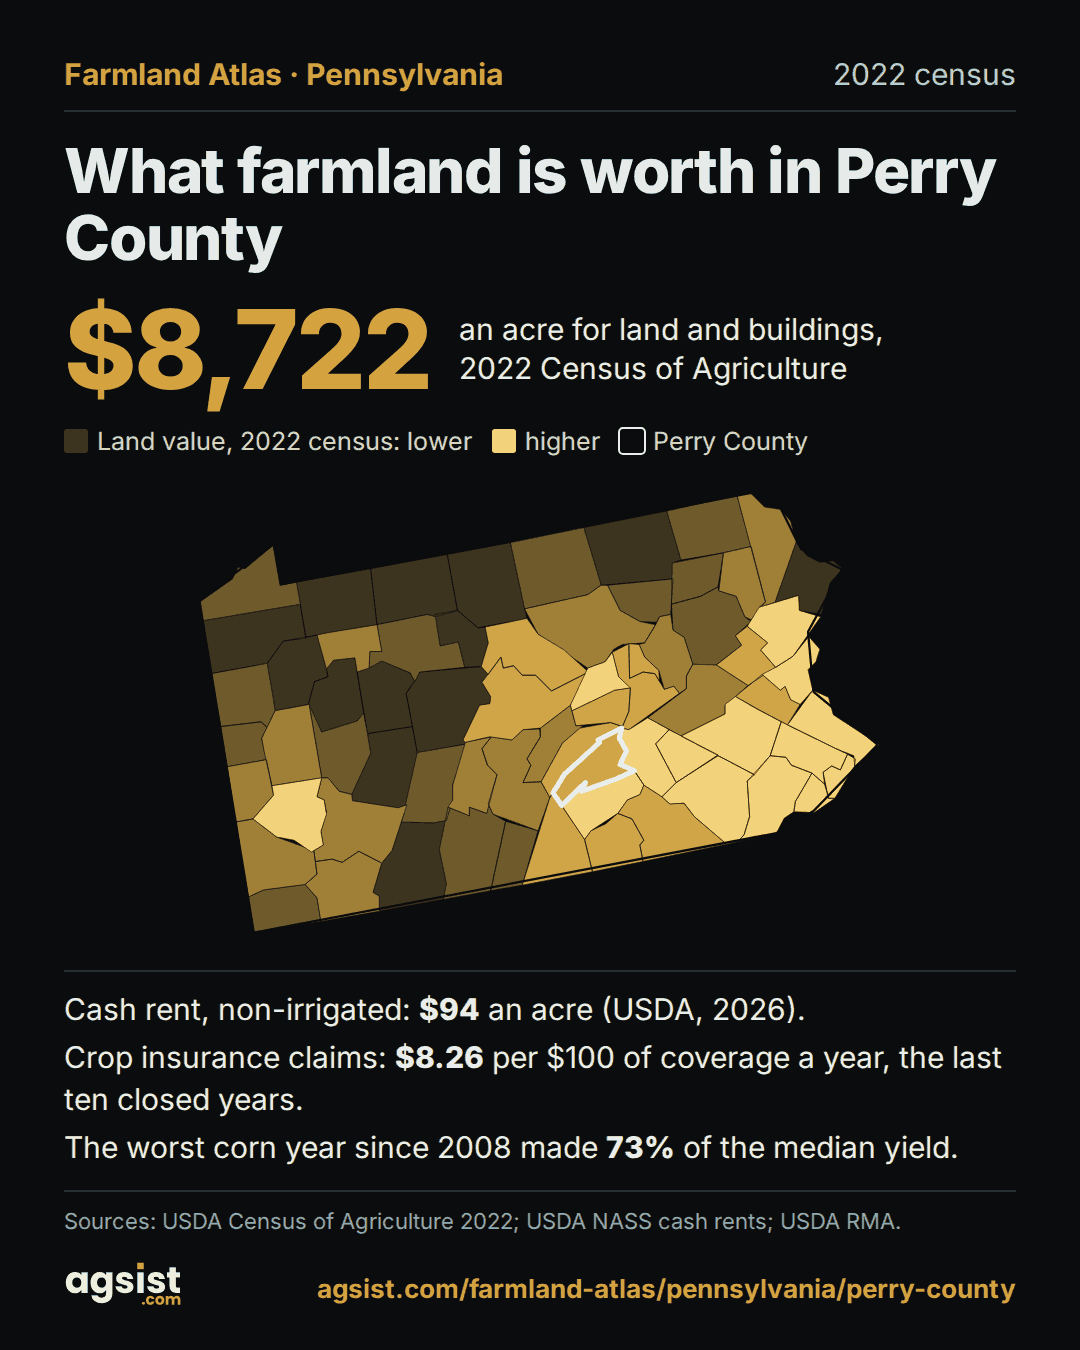 Farmland Atlas · Pennsylvania
2022 census
What farmland is worth in Perry
County
$8,722
an acre for land and buildings,
2022 Census of Agriculture
Land value, 2022 census: lower
higher
Perry County
Cash rent, non-irrigated: $94 an acre (USDA, 2026).
Crop insurance claims: $8.26 per $100 of coverage a year, the last
ten closed years.
The worst corn year since 2008 made 73% of the median yield.
Sources: USDA Census of Agriculture 2022; USDA NASS cash rents; USDA RMA.
agsist
.com
agsist.com/farmland-atlas/pennsylvania/perry-county